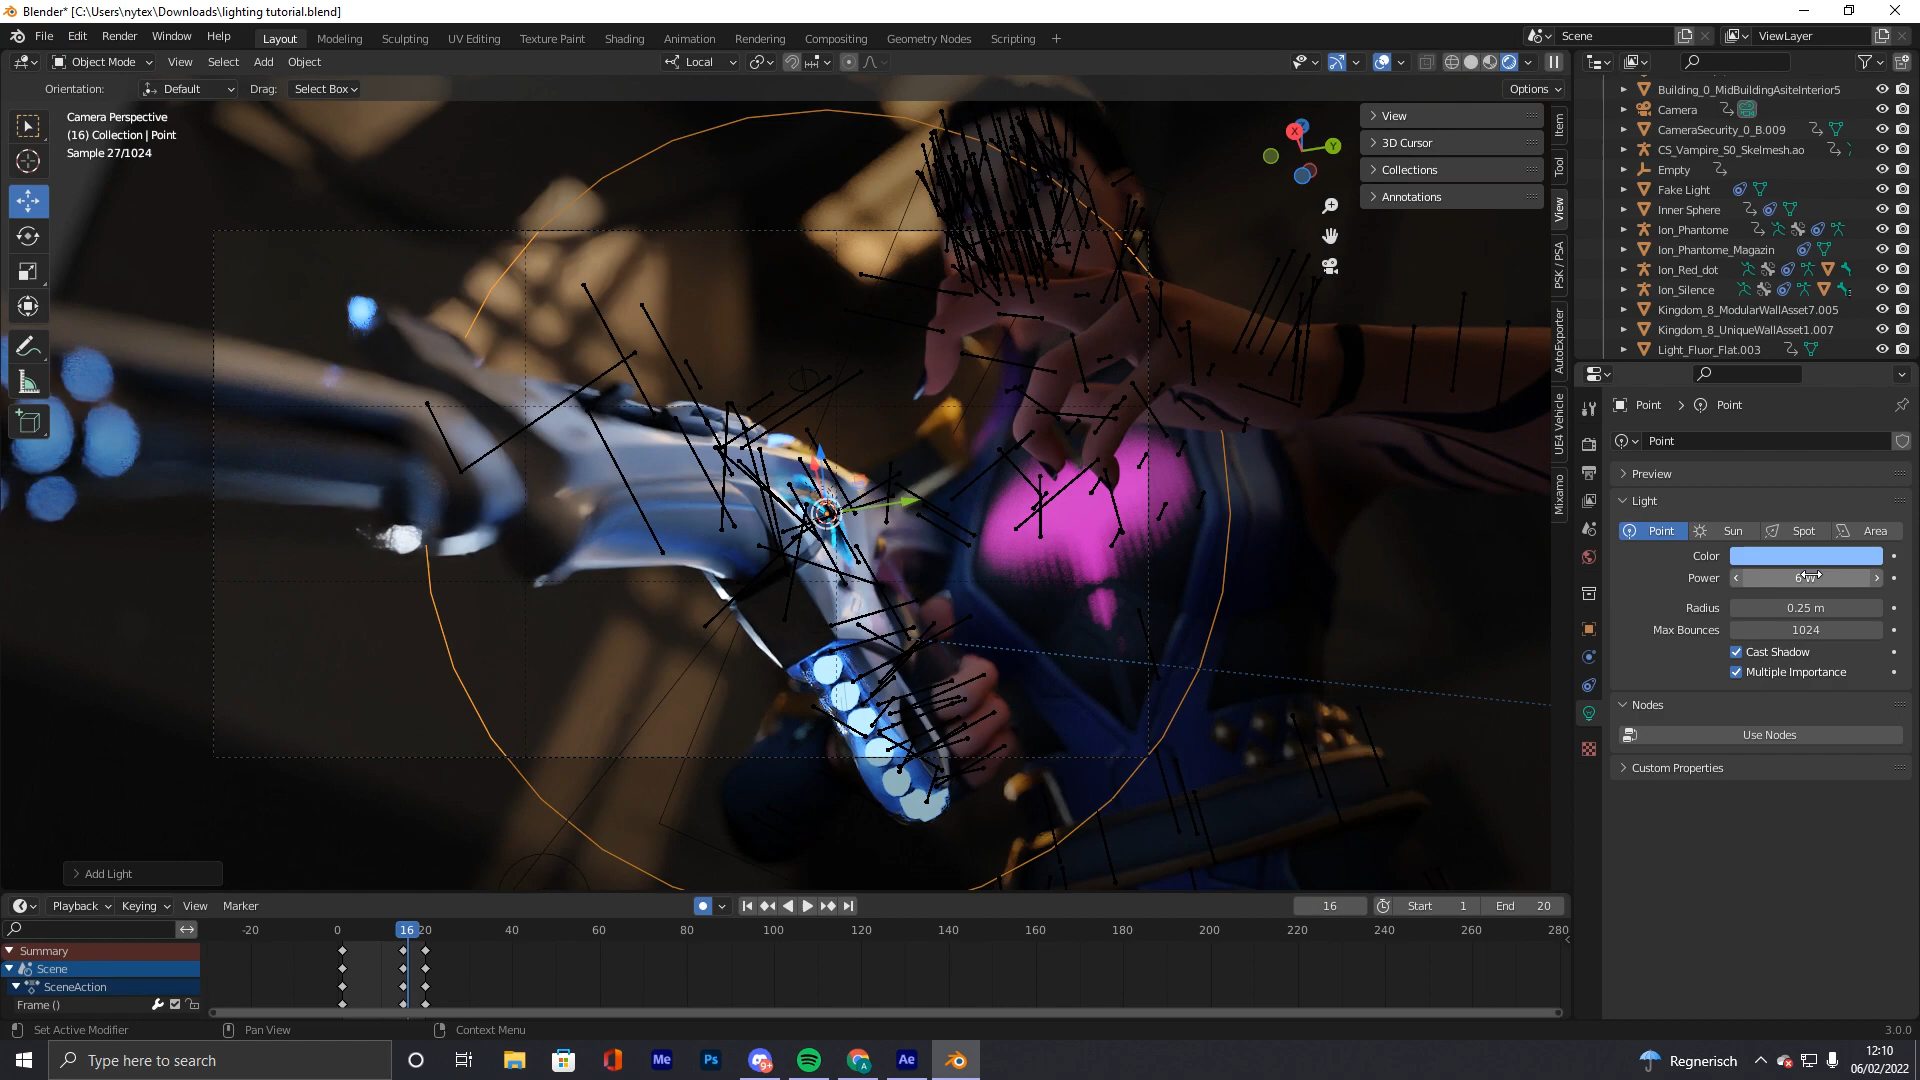 Blender* [C:\Users\nytex\Downloads\lighting tutorial.blend]
File Edit Render Window Help Layout Modeling Sculpting UV Editing Texture Paint Shading Animation Rendering Compositing Geometry Nodes Scripting + Scene ViewLayer
Object Mode View Select Add Object Local
Orientation: Default Drag: Select Box Options
Camera Perspective
(16) Collection | Point
Sample 27/1024
View
3D Cursor
Collections
Annotations
X
Y
Item
Tool
View
PSK / PSA
AutoExporter
UE4 Vehicle
Mixamo
Building_0_MidBuildingAsiteInterior5
Camera
CameraSecurity_0_B.009
CS_Vampire_S0_Skelmesh.ao
Empty
Fake Light
Inner Sphere
Ion_Phantome
Ion_Phantome_Magazin
Ion_Red_dot
Ion_Silence
Kingdom_8_ModularWallAsset7.005
Kingdom_8_UniqueWallAsset1.007
Light_Fluor_Flat.003
Point Point
Point
Preview
Light
Point Sun Spot Area
Color
Power
Radius 0.25 m
Max Bounces 1024
Cast Shadow
Multiple Importance
Nodes
Use Nodes
Custom Properties
Add Light
Playback Keying View Marker 16 Start 1 End 20
-20 0 16 20 40 60 80 100 120 140 160 180 200 220 240 260 280
Summary
Scene
SceneAction
Frame ()
Set Active Modifier Pan View Context Menu 3.0.0
Type here to search Me Ps 9+ A Ae Regnerisch 12:10
06/02/2022